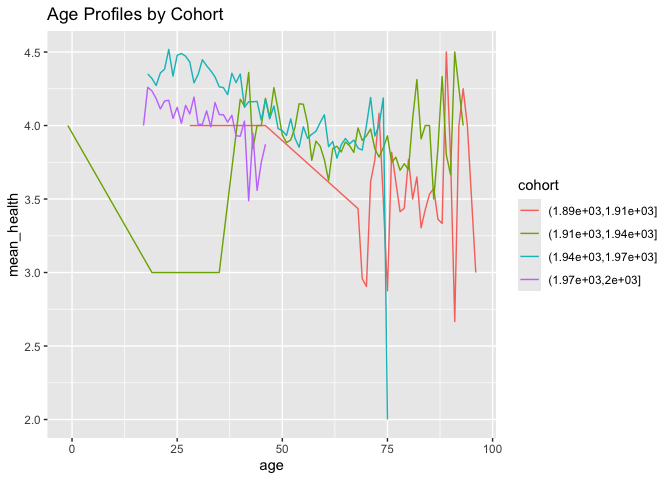 Age Profiles by Cohort
4.5
4.0
3.5
3.0
2.5
2.0
mean_health
0
25
50
75
100
age
cohort
(1.89e+03,1.91e+03]
(1.91e+03,1.94e+03]
(1.94e+03,1.97e+03]
(1.97e+03,2e+03]